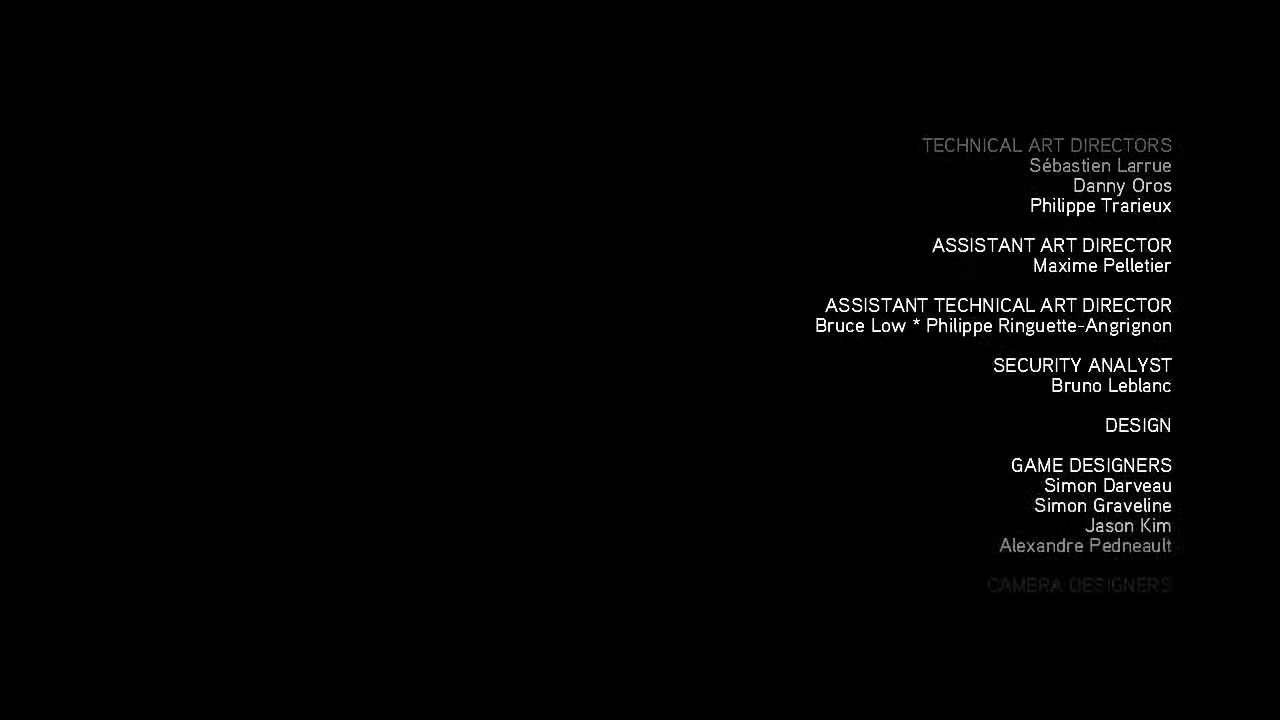 TECHNICAL ART DIRECTORS
Sébastien Larrue
Danny Oros
Philippe Trarieux
ASSISTANT ART DIRECTOR
Maxime Pelletier
ASSISTANT TECHNICAL ART DIRECTOR
Bruce Low * Philippe Ringuette-Angrignon
SECURITY ANALYST
Bruno Leblanc
DESIGN
GAME DESIGNERS
Simon Darveau
Simon Graveline
Jason Kim
Alexandre Pedneault
CAMERA DESIGNERS